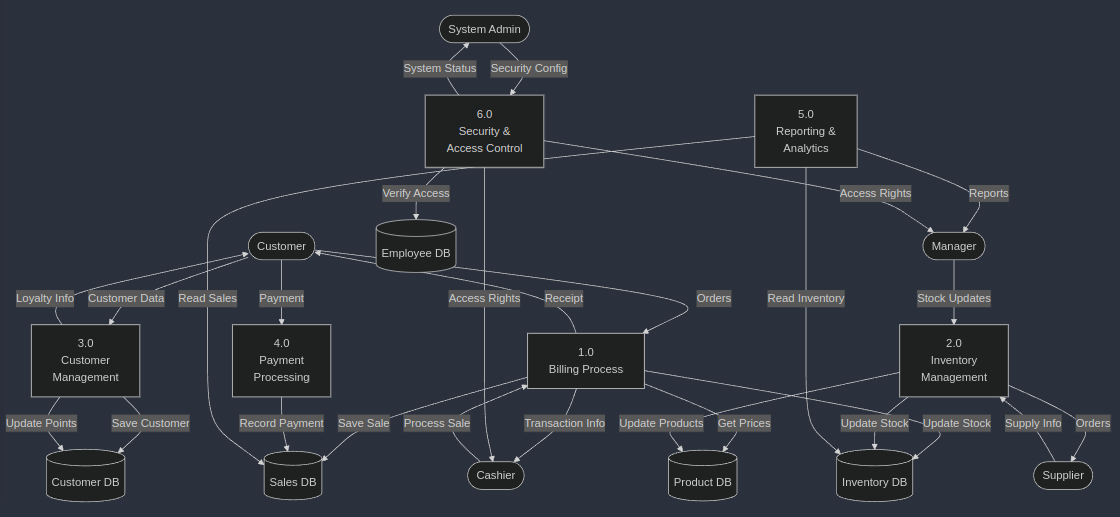 System Admin
System Status
Security Config
6.0
Security &
Access Control
5.0
Reporting &
Analytics
Verify Access
Access Rights
Reports
Customer
Employee DB
Manager
Loyalty Info
Customer Data
Read Sales
Payment
Access Rights
Receipt
Orders
Read Inventory
Stock Updates
3.0
Customer
Management
4.0
Payment
Processing
1.0
Billing Process
2.0
Inventory
Management
Update Points
Save Customer
Record Payment
Save Sale
Process Sale
Transaction Info
Update Products
Get Prices
Update Stock
Update Stock
Supply Info
Orders
Customer DB
Sales DB
Cashier
Product DB
Inventory DB
Supplier